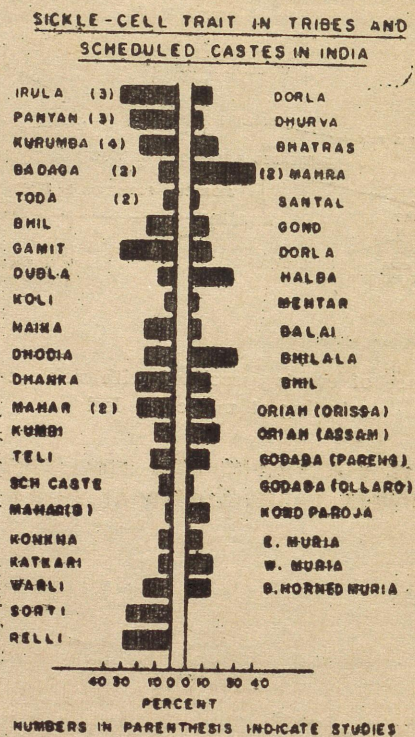 SICKLE-CELL TRAIT IN TRIBES AND
SCHEDULED CASTES IN INDIA
IRULA (3) DORLA
PANYAN (3) DHURVA
KURUMBA (4) BHATRAS
BADAGA (2) (2) MAHRA
TODA (2) SANTAL
BHIL GOND
GAMIT DORLA
DUBLA HALBA
KOLI MEHTAR
NAIKA BALAI
DHODIA BHILALA
DHANKA BHIL
MAHAR (2) ORIAH (ORISSA)
KUMBI ORIAH (ASSAM)
TELI GODABA (PARENG)
SCH CASTE GODABA (OLLARO)
MAHAR(B) KOND PAROJA
KONKNA E. MURIA
KATKARI W. MURIA
WARLI B.HORNED MURIA
SORTI
RELLI
40 30 10 0 0 10 30 40
PERCENT
NUMBERS IN PARENTHESIS INDICATE STUDIES